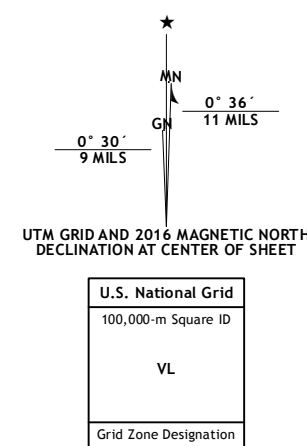 MN
0° 36´
GN
11 MILS
0° 30´
9 MILS
UTM GRID AND 2016 MAGNETIC NORTH
DECLINATION AT CENTER OF SHEET
U.S. National Grid
100,000-m Square ID
VL
Grid Zone Designation